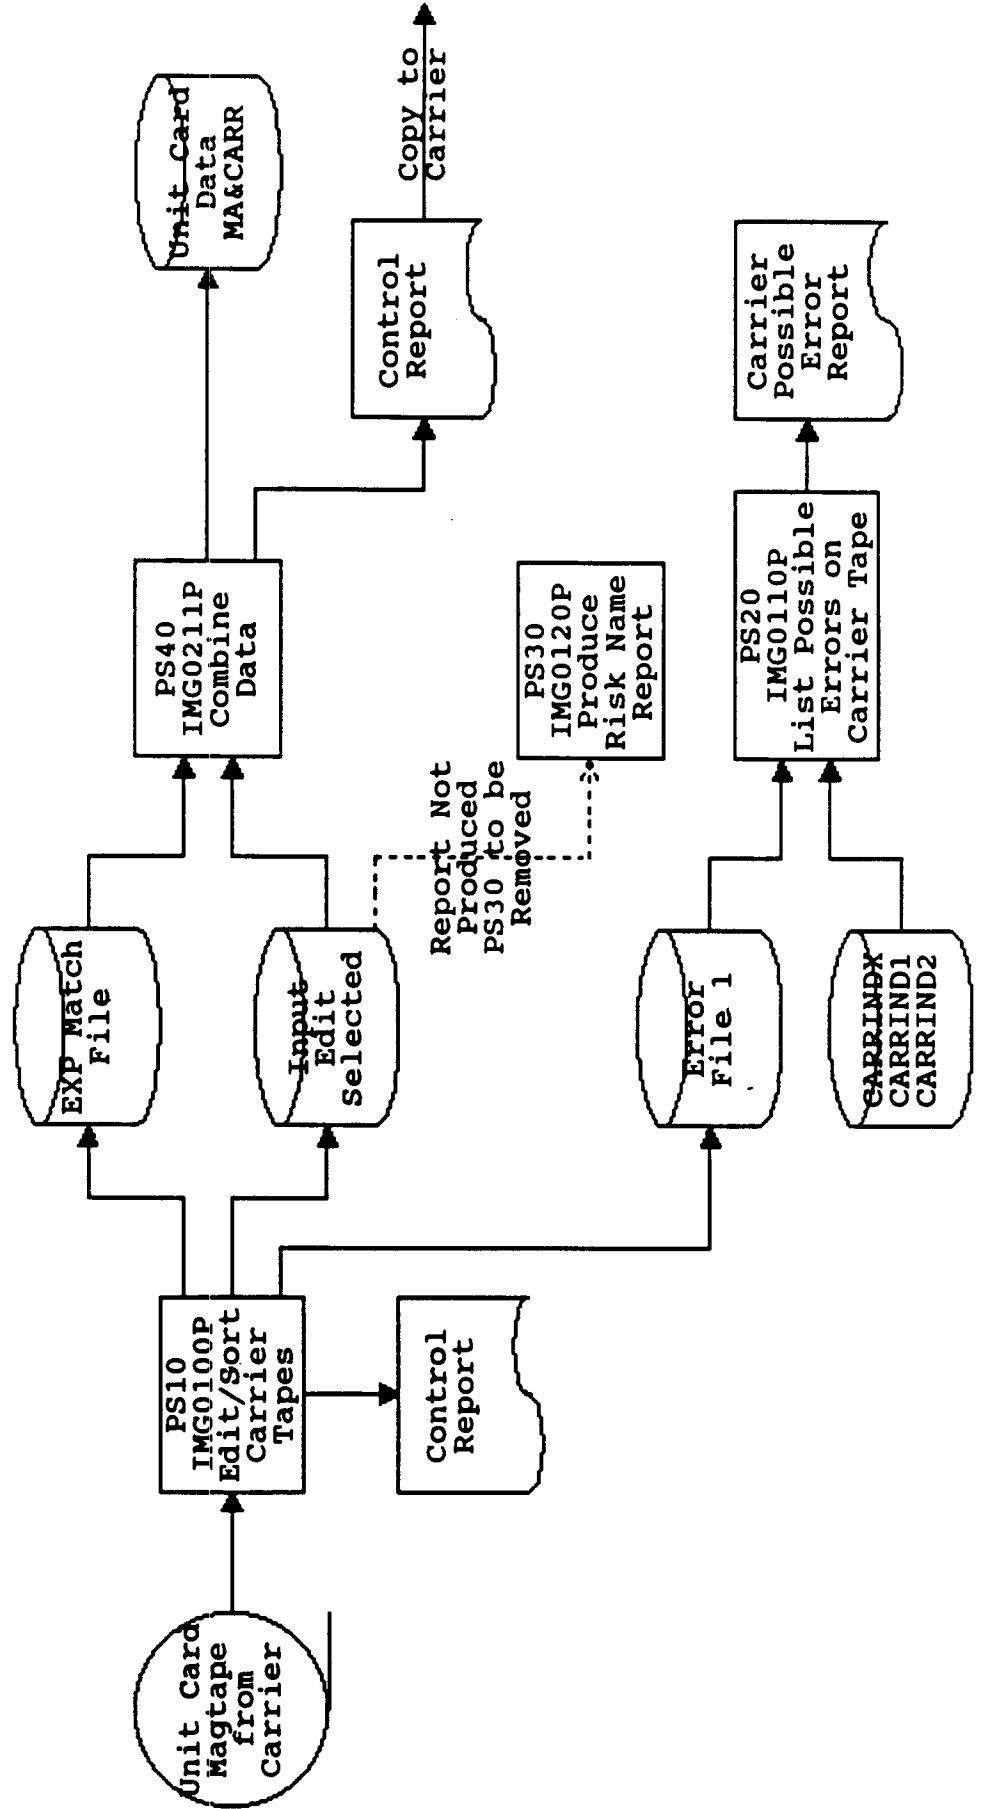 Unit Card
Magtape
from
Carrier
PS10
IMG0100P
Edit/Sort
Carrier
Tapes
Control
Report
EXP Match
File
Input
Edit
Selected
Error
File 1
CARRINDX
CARRIND1
CARRIND2
Report Not
Produced
PS30 to be
Removed
PS40
IMG0211P
Combine
Data
PS30
IMG0120P
Produce
Risk Name
Report
PS20
IMG0110P
List Possible
Errors on
Carrier Tape
Unit Card
Data
MA&CARR
Control
Report
Copy to
Carrier
Carrier
Possible
Error
Report